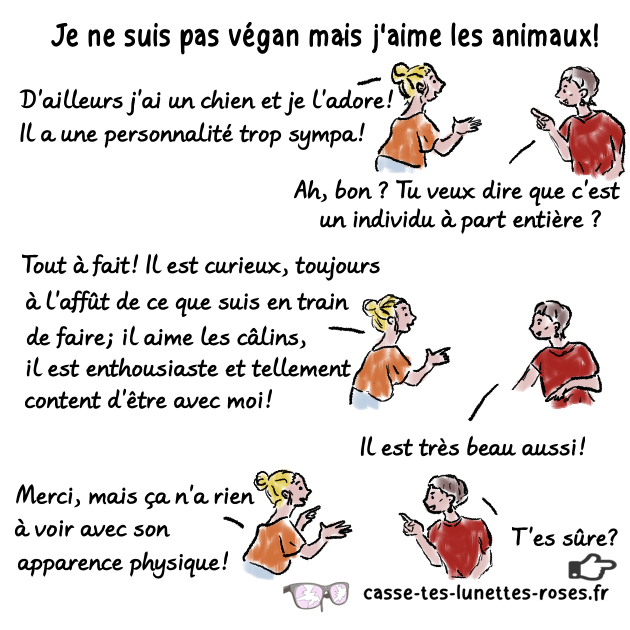 Je ne suis pas végan mais j'aime les animaux!
D'ailleurs j'ai un chien et je l'adore!
Il a une personnalité trop sympa!
Ah, bon ? Tu veux dire que c'est
un individu à part entière ?
Tout à fait! Il est curieux, toujours
à l'affût de ce que suis en train
de faire; il aime les câlins,
il est enthousiaste et tellement
content d'être avec moi!
Il est très beau aussi!
Merci, mais ça n'a rien
à voir avec son
apparence physique!
T'es sûre?
casse-tes-lunettes-roses.fr